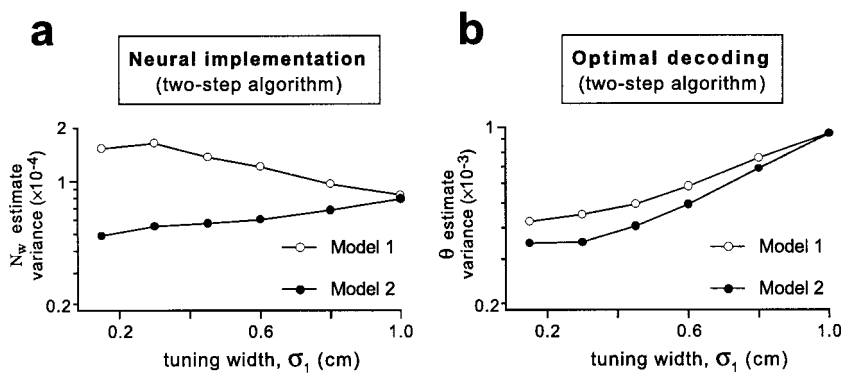 a
Neural implementation
(two-step algorithm)
N_w estimate
variance (×10⁻⁴)
2
1
0.2
Model 1
Model 2
0.2
0.6
1.0
tuning width, σ₁ (cm)
b
Optimal decoding
(two-step algorithm)
θ estimate
variance (×10⁻³)
1
0.2
Model 1
Model 2
0.2
0.6
1.0
tuning width, σ₁ (cm)